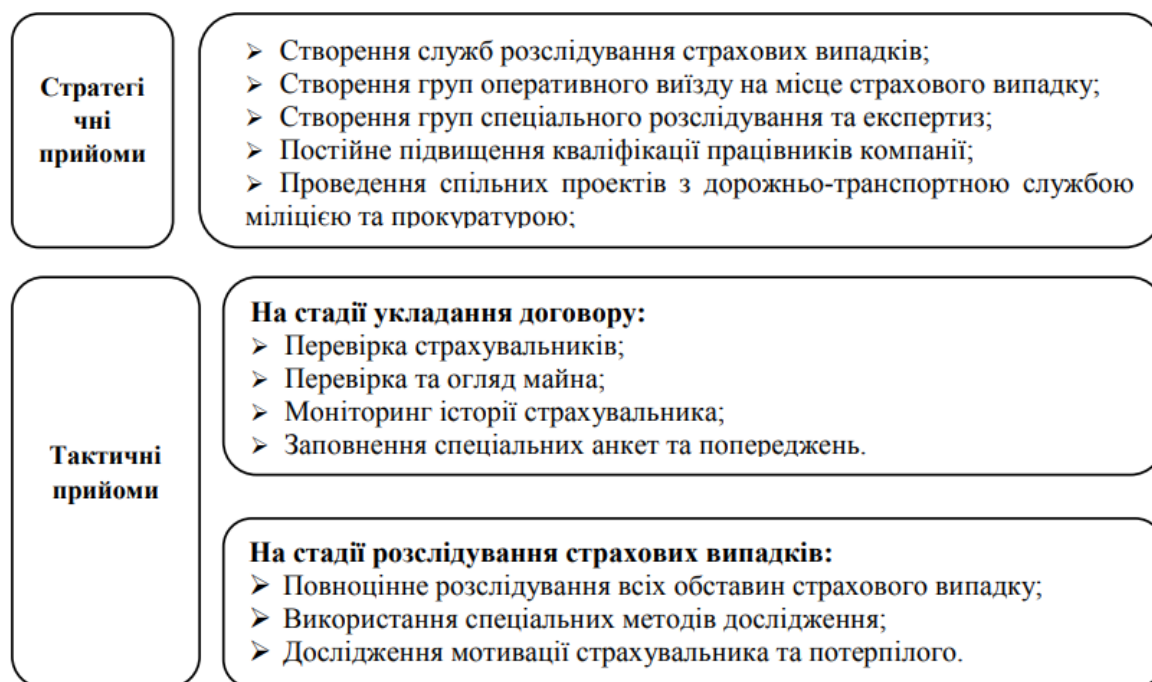 Стратегі
чні
прийоми
➢ Створення служб розслідування страхових випадків;
➢ Створення груп оперативного виїзду на місце страхового випадку;
➢ Створення груп спеціального розслідування та експертиз;
➢ Постійне підвищення кваліфікації працівників компанії;
➢ Проведення спільних проектів з дорожньо-транспортною службою
міліцією та прокуратурою;
Тактичні
прийоми
На стадії укладання договору:
➢ Перевірка страхувальників;
➢ Перевірка та огляд майна;
➢ Моніторинг історії страхувальника;
➢ Заповнення спеціальних анкет та попереджень.
На стадії розслідування страхових випадків:
➢ Повноцінне розслідування всіх обставин страхового випадку;
➢ Використання спеціальних методів дослідження;
➢ Дослідження мотивації страхувальника та потерпілого.